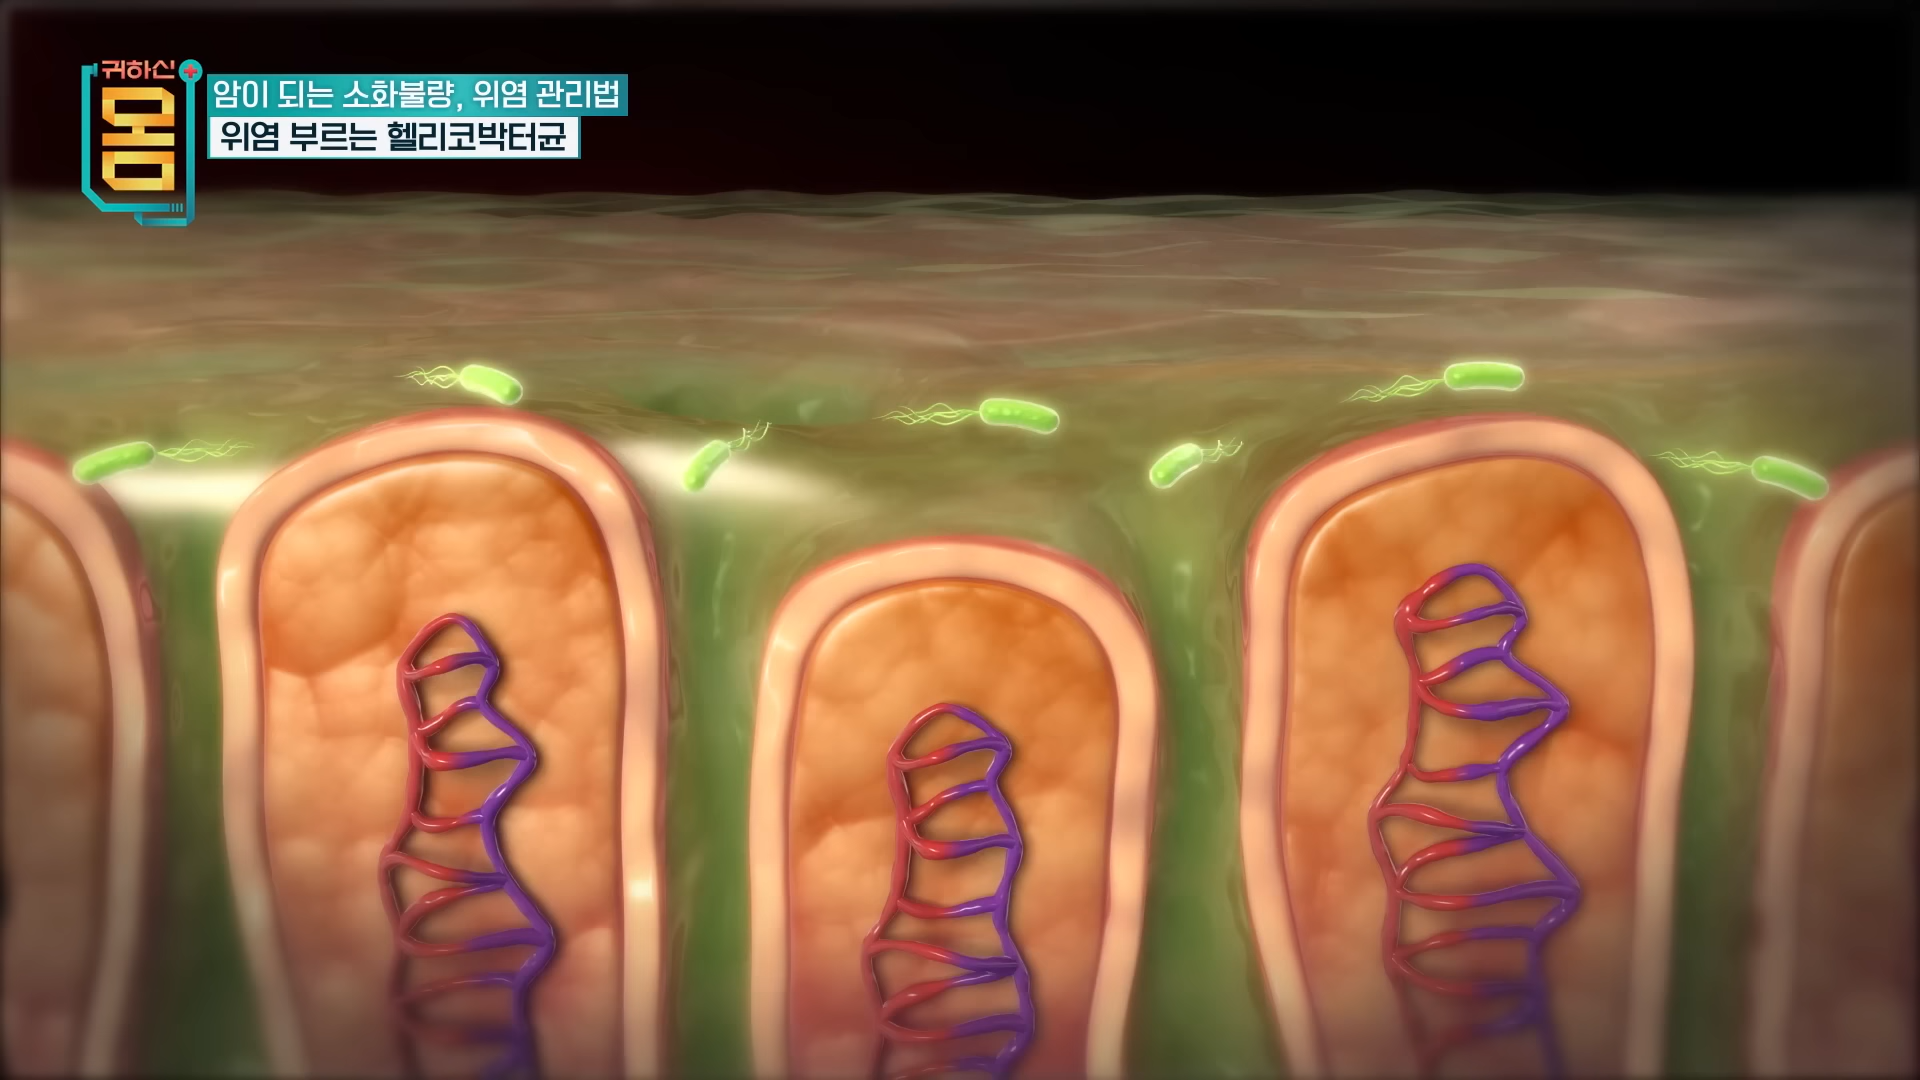 귀하신
몸
암이 되는 소화불량, 위염 관리법
위염 부르는 헬리코박터균